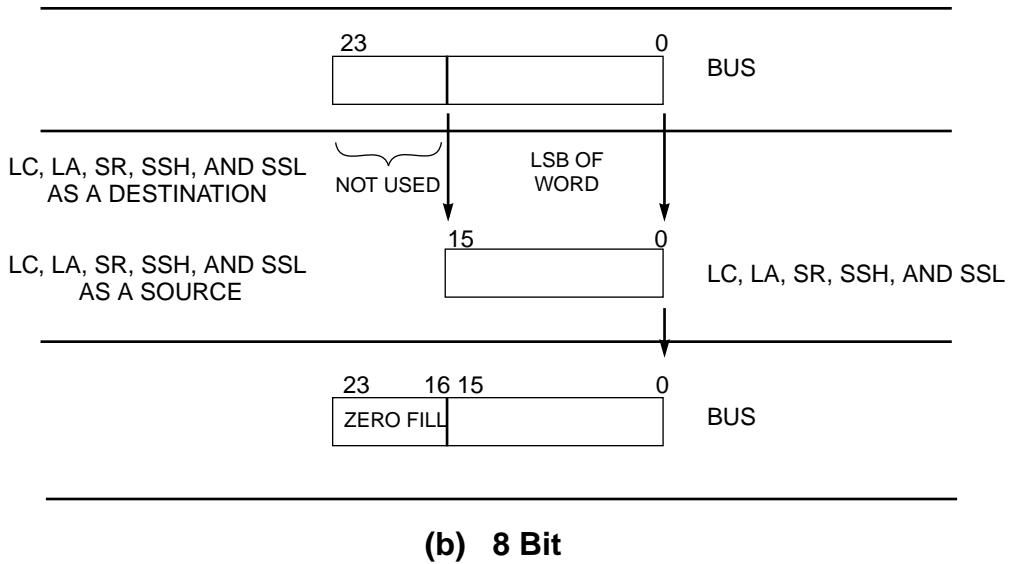 23 0
BUS
LC, LA, SR, SSH, AND SSL
AS A DESTINATION
NOT USED
LSB OF
WORD
15 0
LC, LA, SR, SSH, AND SSL
AS A SOURCE
LC, LA, SR, SSH, AND SSL
23 16 15 0
ZERO FILL
BUS
(b) 8 Bit